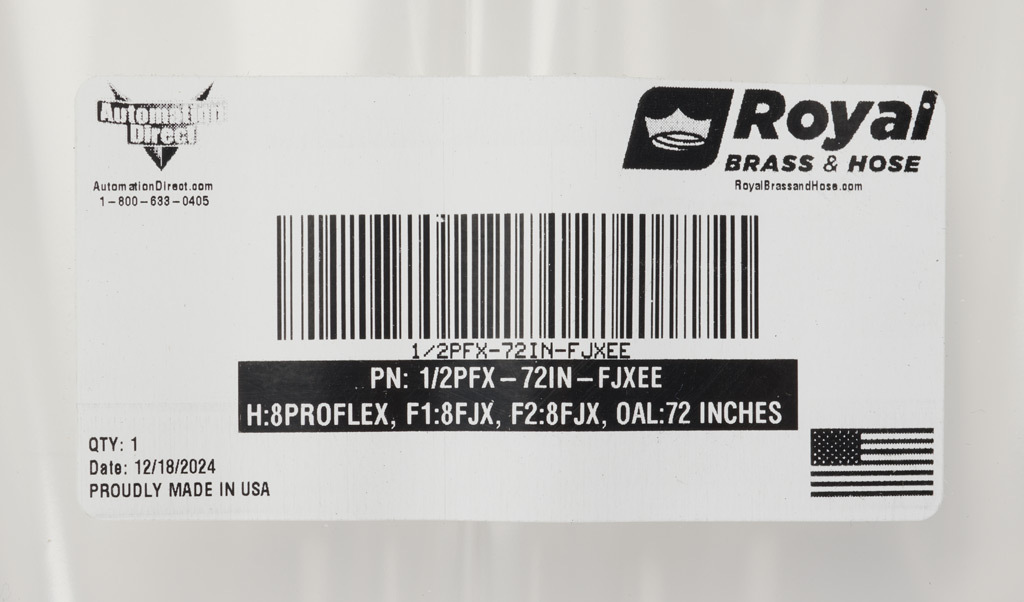 Automation
Direct
AutomationDirect.com
1-800-633-0405
Royal
BRASS & HOSE
RoyalBrassandHose.com
1/2PFX-72IN-FJXEE
PN: 1/2PFX-72IN-FJXEE
H:8PROFLEX, F1:8FJX, F2:8FJX, OAL:72 INCHES
QTY: 1
Date: 12/18/2024
PROUDLY MADE IN USA